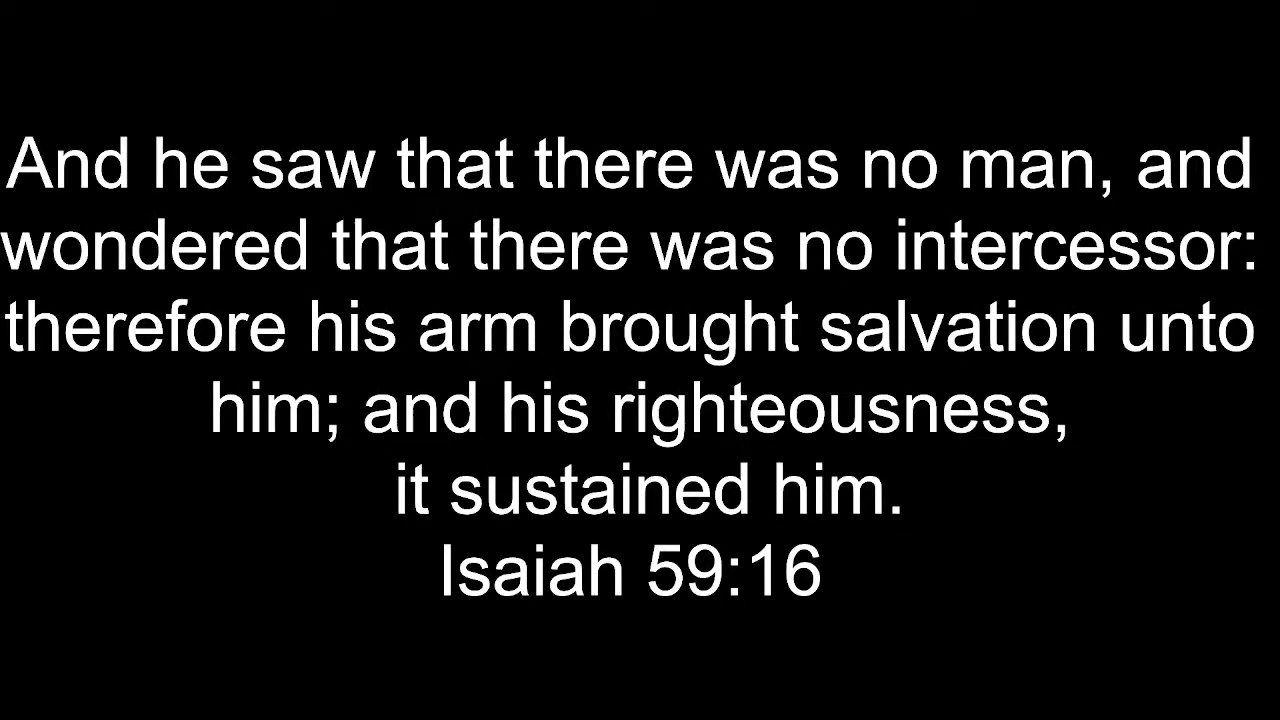 And he saw that there was no man, and
wondered that there was no intercessor:
therefore his arm brought salvation unto
him; and his righteousness,
it sustained him.
Isaiah 59:16